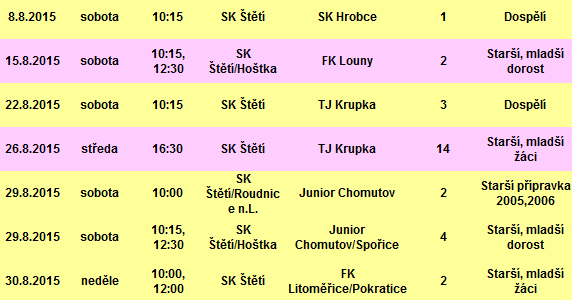 8.8.2015 sobota 10:15 SK Štětí SK Hrobce 1 Dospělí
15.8.2015 sobota 10:15, 12:30 SK Štětí/Hoštka FK Louny 2 Starší, mladší dorost
22.8.2015 sobota 10:15 SK Štětí TJ Krupka 3 Dospělí
26.8.2015 středa 16:30 SK Štětí TJ Krupka 14 Starší, mladší žáci
29.8.2015 sobota 10:00 SK Štětí/Roudnic e n.L. Junior Chomutov 2 Starší přípravka 2005,2006
29.8.2015 sobota 10:15, 12:30 SK Štětí/Hoštka Junior Chomutov/Spořice 4 Starší, mladší dorost
30.8.2015 neděle 10:00, 12:00 SK Štětí FK Litoměřice/Pokratice 2 Starší, mladší žáci